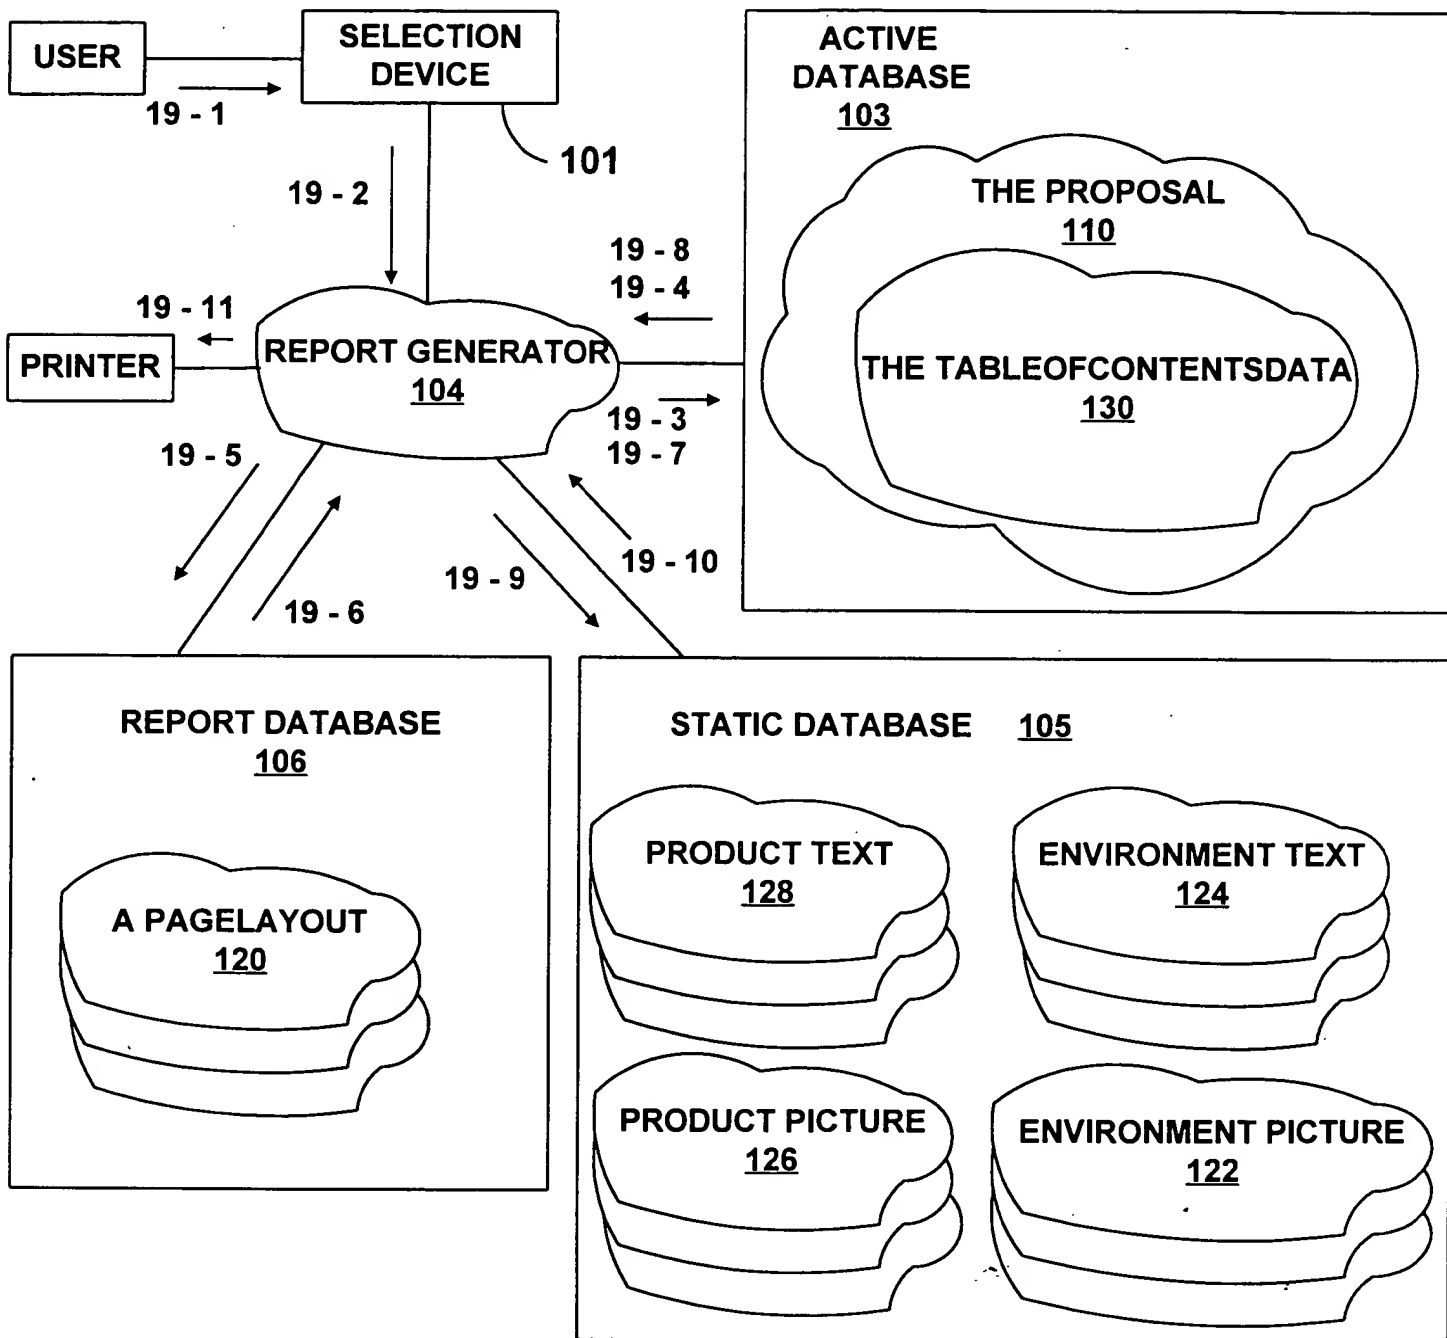 USER
SELECTION
DEVICE
19 - 1
101
19 - 2
ACTIVE
DATABASE
103
THE PROPOSAL
110
THE TABLEOFCONTENTSDATA
130
19 - 8
19 - 4
19 - 11
PRINTER
REPORT GENERATOR
104
19 - 3
19 - 7
19 - 5
19 - 6
19 - 9
19 - 10
REPORT DATABASE
106
A PAGELAYOUT
120
STATIC DATABASE 105
PRODUCT TEXT
128
ENVIRONMENT TEXT
124
PRODUCT PICTURE
126
ENVIRONMENT PICTURE
122